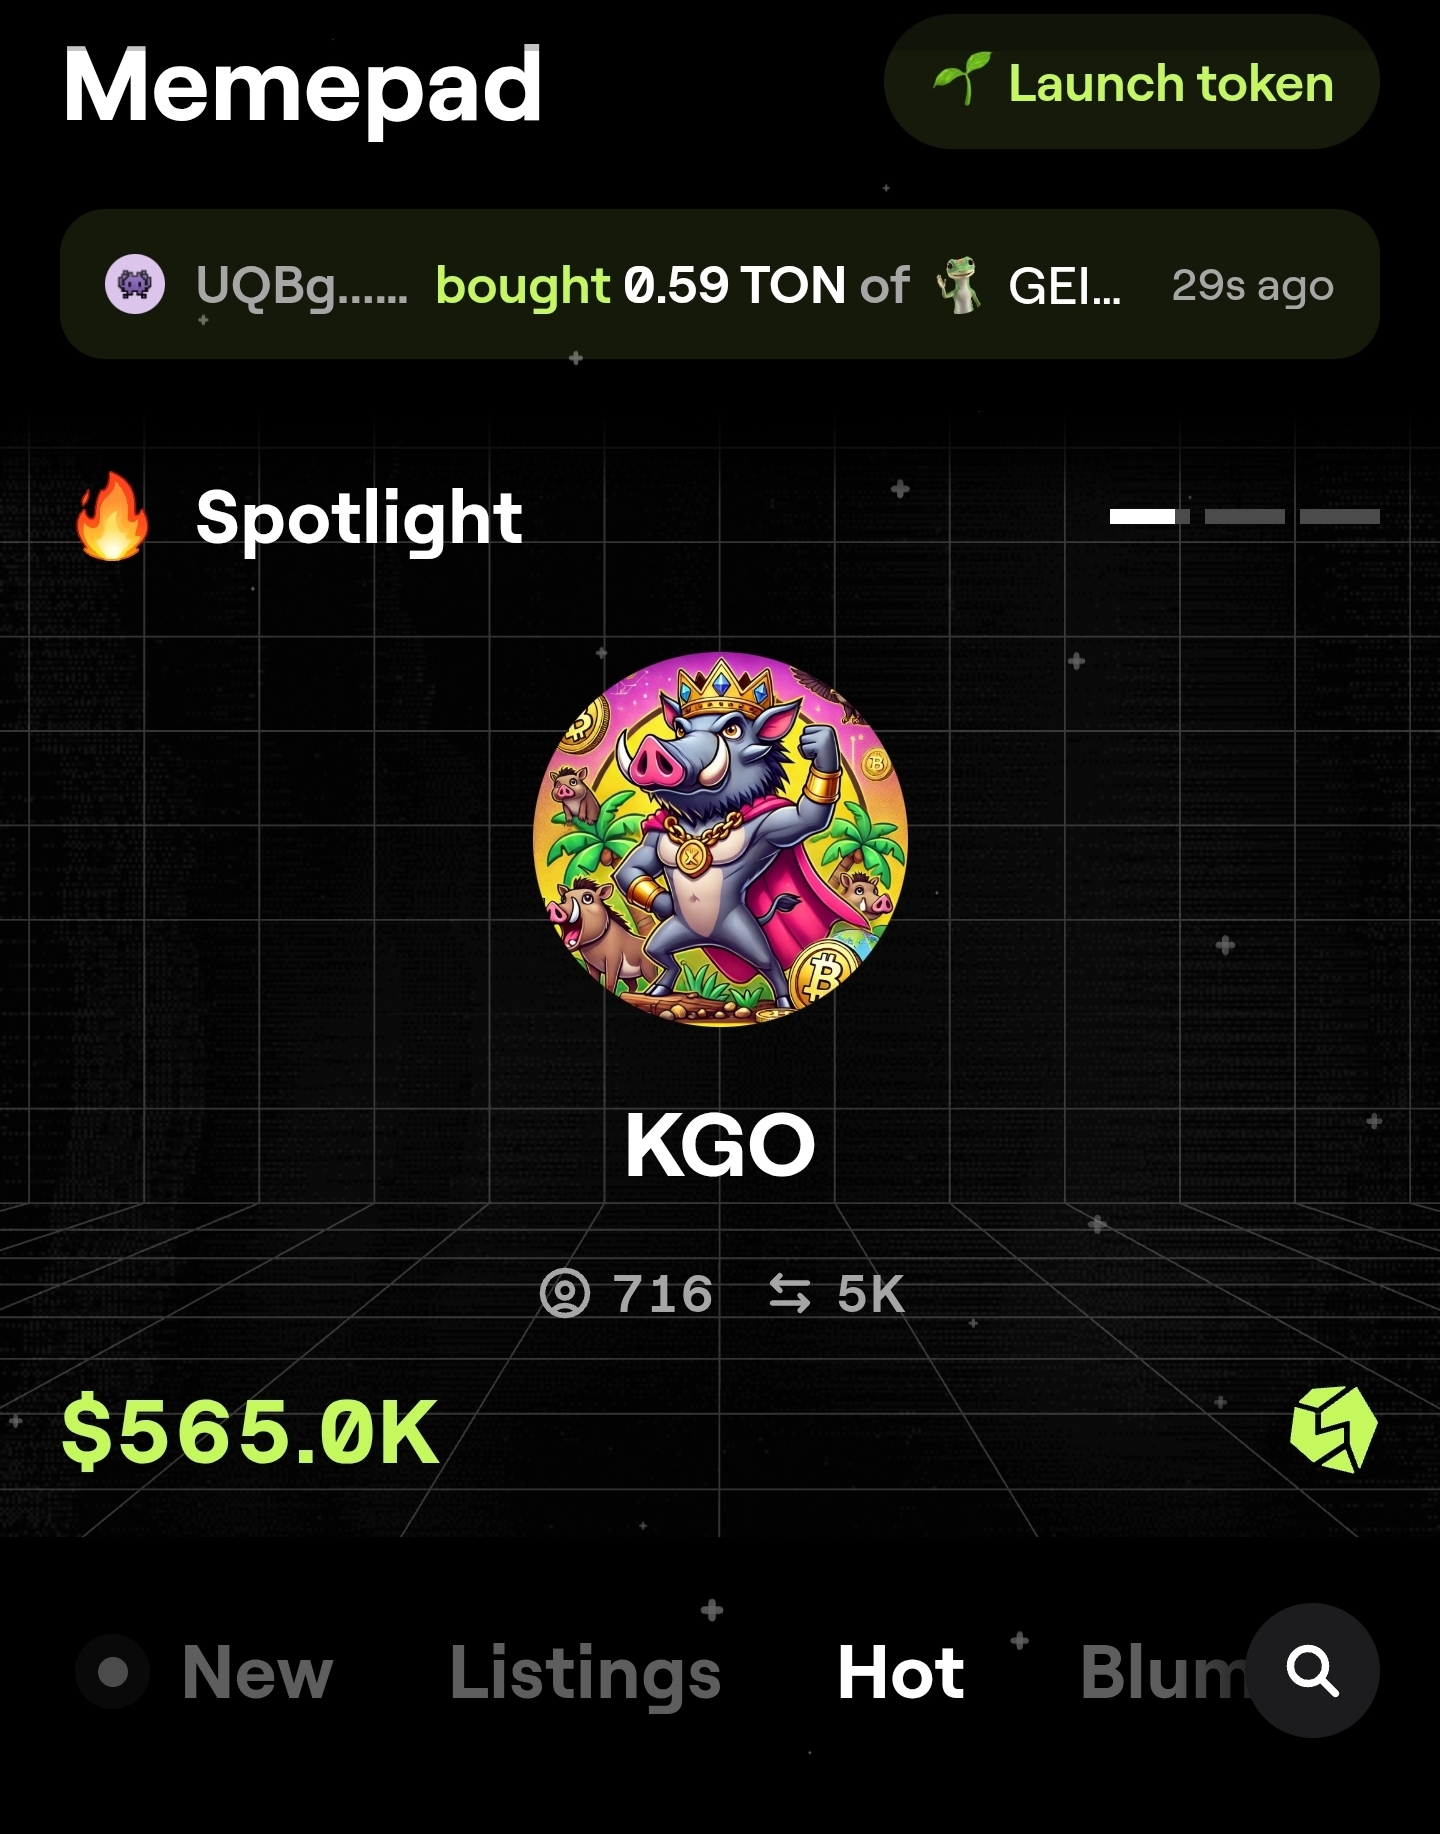 Memepad
Launch token
UQBg...... bought 0.59 TON of GEI... 29s ago
Spotlight
KGO
716 5K
$565.0K
New Listings Hot Blum